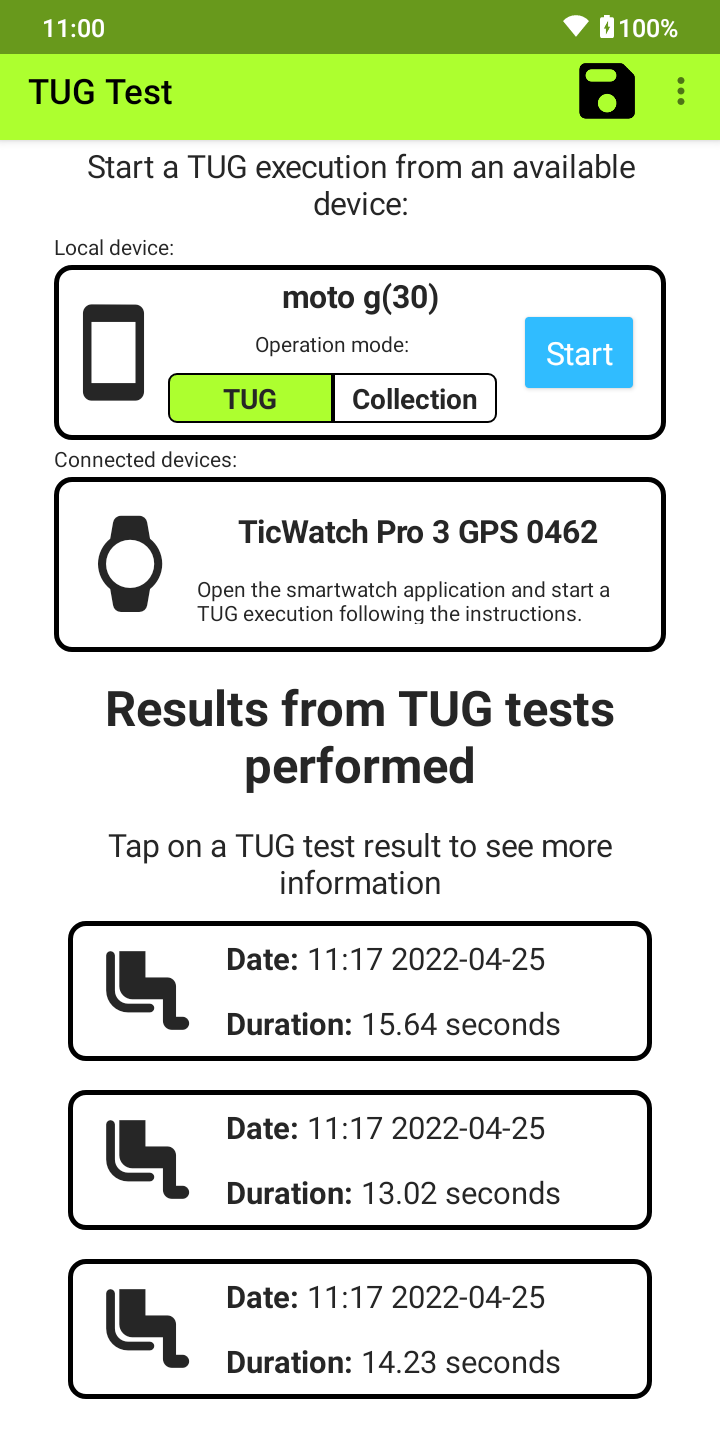 11:00 100%
TUG Test
Start a TUG execution from an available
device:
Local device:
moto g(30)
Operation mode:
TUG Collection
Start
Connected devices:
TicWatch Pro 3 GPS 0462
Open the smartwatch application and start a
TUG execution following the instructions.
Results from TUG tests
performed
Tap on a TUG test result to see more
information
Date: 11:17 2022-04-25
Duration: 15.64 seconds
Date: 11:17 2022-04-25
Duration: 13.02 seconds
Date: 11:17 2022-04-25
Duration: 14.23 seconds